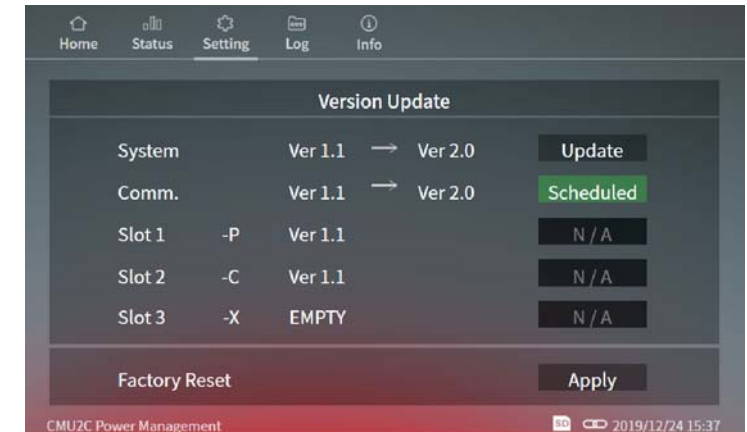 Home Status Setting Log Info
Version Update
System Ver 1.1 → Ver 2.0 Update
Comm. Ver 1.1 → Ver 2.0 Scheduled
Slot 1 -P Ver 1.1 N / A
Slot 2 -C Ver 1.1 N / A
Slot 3 -X EMPTY N / A
Factory Reset Apply
CMU2C Power Management SD 2019/12/24 15:37